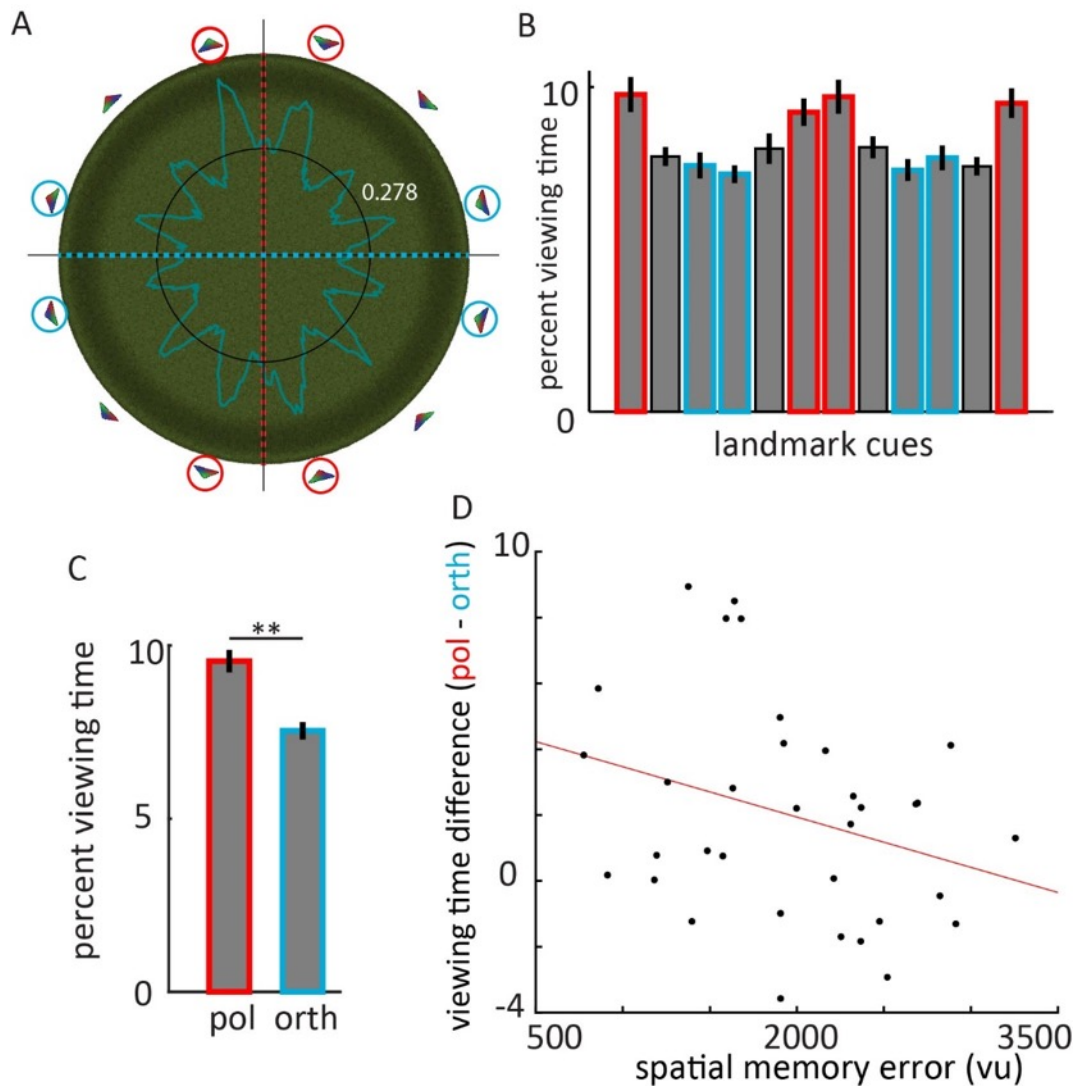 A
0.278
B
percent viewing time
10
0
landmark cues
C
percent viewing time
10
5
0
**
pol orth
D
viewing time difference (pol - orth)
10
0
-4
500 2000 3500
spatial memory error (vu)